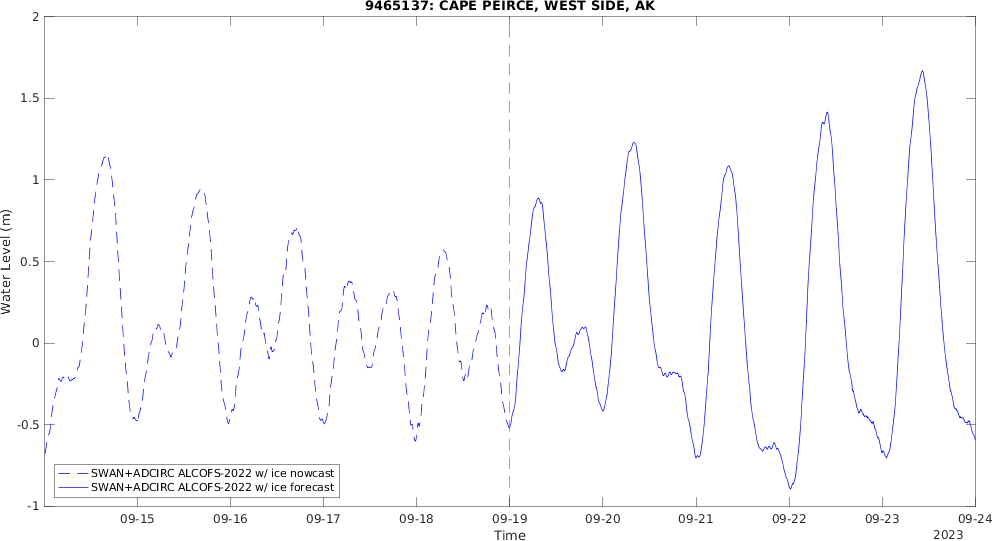 9465137: CAPE PEIRCE, WEST SIDE, AK
Water Level (m)
2
1.5
1
0.5
0
-0.5
-1
SWAN+ADCIRC ALCOFS-2022 w/ ice nowcast
SWAN+ADCIRC ALCOFS-2022 w/ ice forecast
09-15 09-16 09-17 09-18 09-19 09-20 09-21 09-22 09-23 09-24
Time
2023